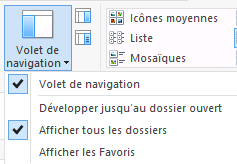 Volet de
navigation
Icônes moyennes
Liste
Mosaïques
Volet de navigation
Développer jusqu'au dossier ouvert
Afficher tous les dossiers
Afficher les Favoris